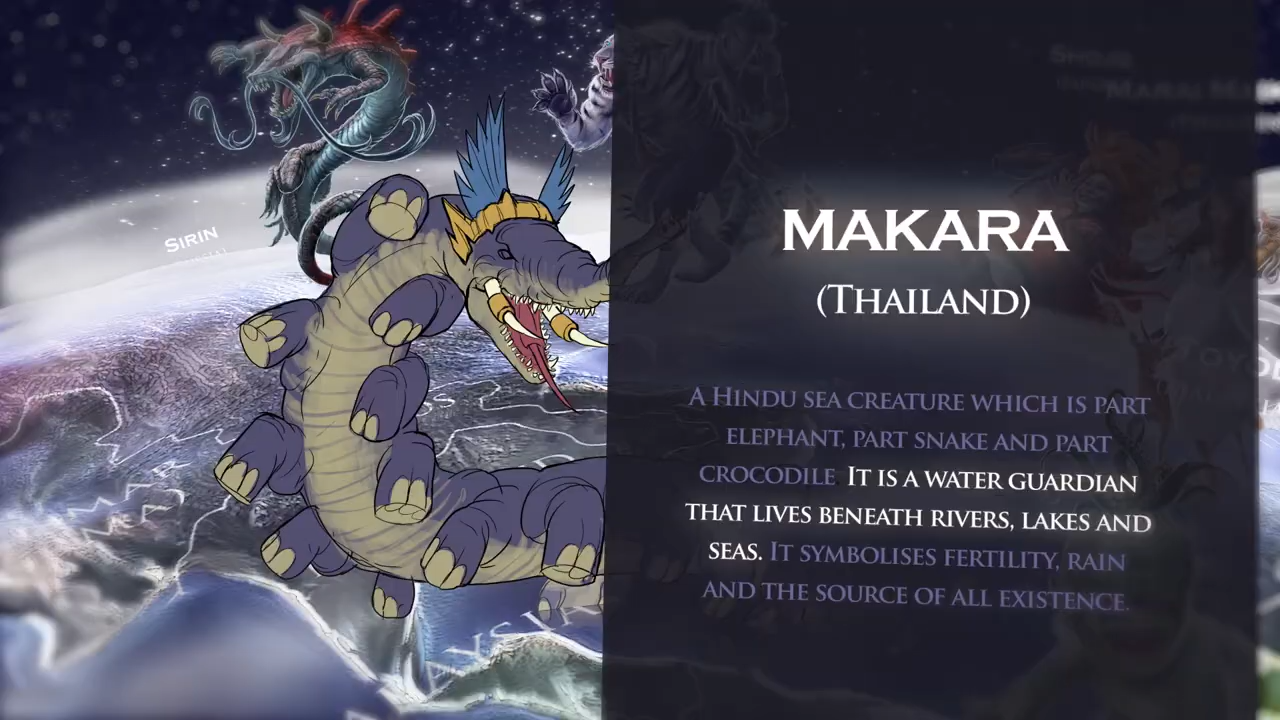 SIRIN
MAKARA
(THAILAND)
A HINDU SEA CREATURE WHICH IS PART
ELEPHANT, PART SNAKE AND PART
CROCODILE IT IS A WATER GUARDIAN
THAT LIVES BENEATH RIVERS, LAKES AND
SEAS. IT SYMBOLISES FERTILITY, RAIN
AND THE SOURCE OF ALL EXISTENCE.